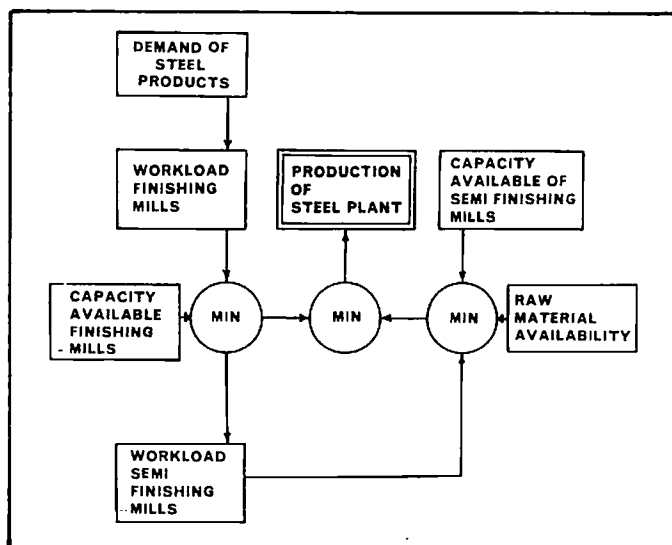 DEMAND OF
STEEL
PRODUCTS
WORKLOAD
FINISHING
MILLS
PRODUCTION
OF
STEEL PLANT
CAPACITY
AVAILABLE OF
SEMI FINISHING
MILLS
CAPACITY
AVAILABLE
FINISHING
MILLS
MIN
MIN
MIN
RAW
MATERIAL
AVAILABILITY
WORKLOAD
SEMI
FINISHING
MILLS